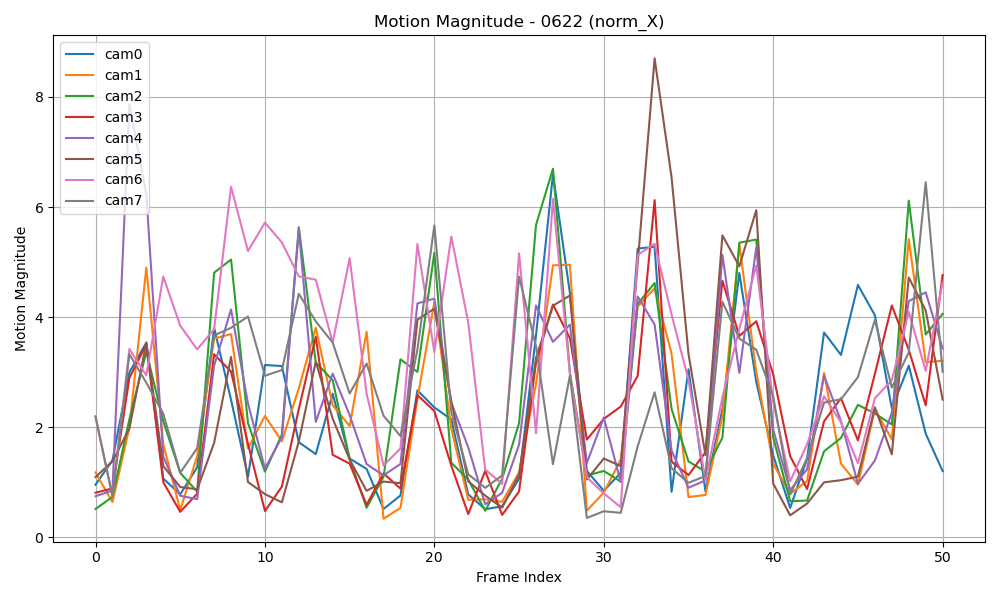 Motion Magnitude - 0622 (norm_X)
cam0
cam1
cam2
cam3
cam4
cam5
cam6
cam7
Motion Magnitude
8
6
4
2
0
0 10 20 30 40 50
Frame Index